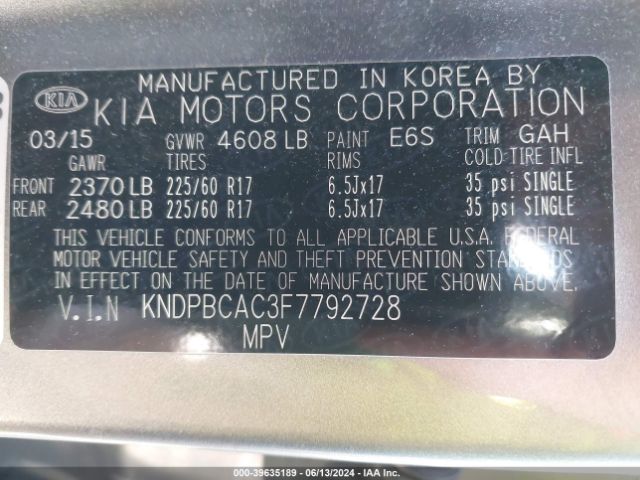 MANUFACTURED IN KOREA BY
KIA KIA MOTORS CORPORATION
03/15 GVWR 4608 LB PAINT E6S TRIM GAH
GAWR TIRES RIMS COLD TIRE INFL
FRONT 2370 LB 225/60 R17 6.5Jx17 35 psi SINGLE
REAR 2480 LB 225/60 R17 6.5Jx17 35 psi SINGLE
THIS VEHICLE CONFORMS TO ALL APPLICABLE U.S.A. FEDERAL
MOTOR VEHICLE SAFETY AND THEFT PREVENTION STANDARDS
IN EFFECT ON THE DATE OF MANUFACTURE SHOWN ABOVE.
V.I.N KNDPBCAC3F7792728
MPV
000-39635189 - 06/13/2024 - IAA Inc.